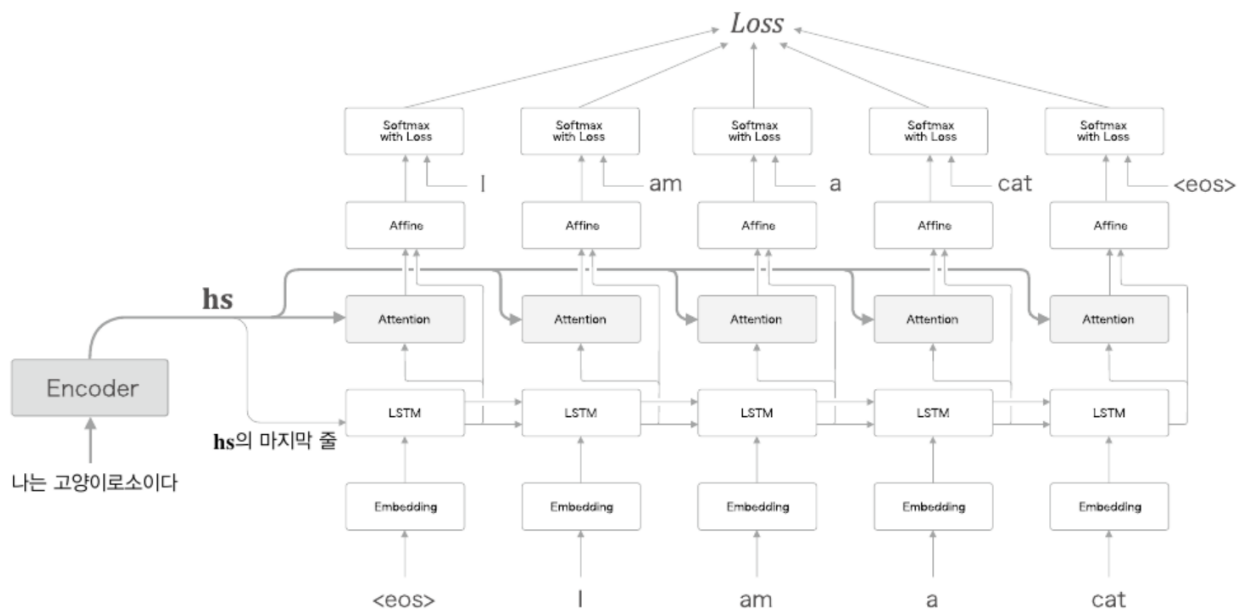 Loss
Softmax with Loss Softmax with Loss Softmax with Loss Softmax with Loss Softmax with Loss
I am a cat <eos>
Affine Affine Affine Affine Affine
hs
Attention Attention Attention Attention Attention
Encoder
LSTM LSTM LSTM LSTM LSTM
hs의 마지막 줄
나는 고양이로소이다
Embedding Embedding Embedding Embedding Embedding
<eos> I am a cat